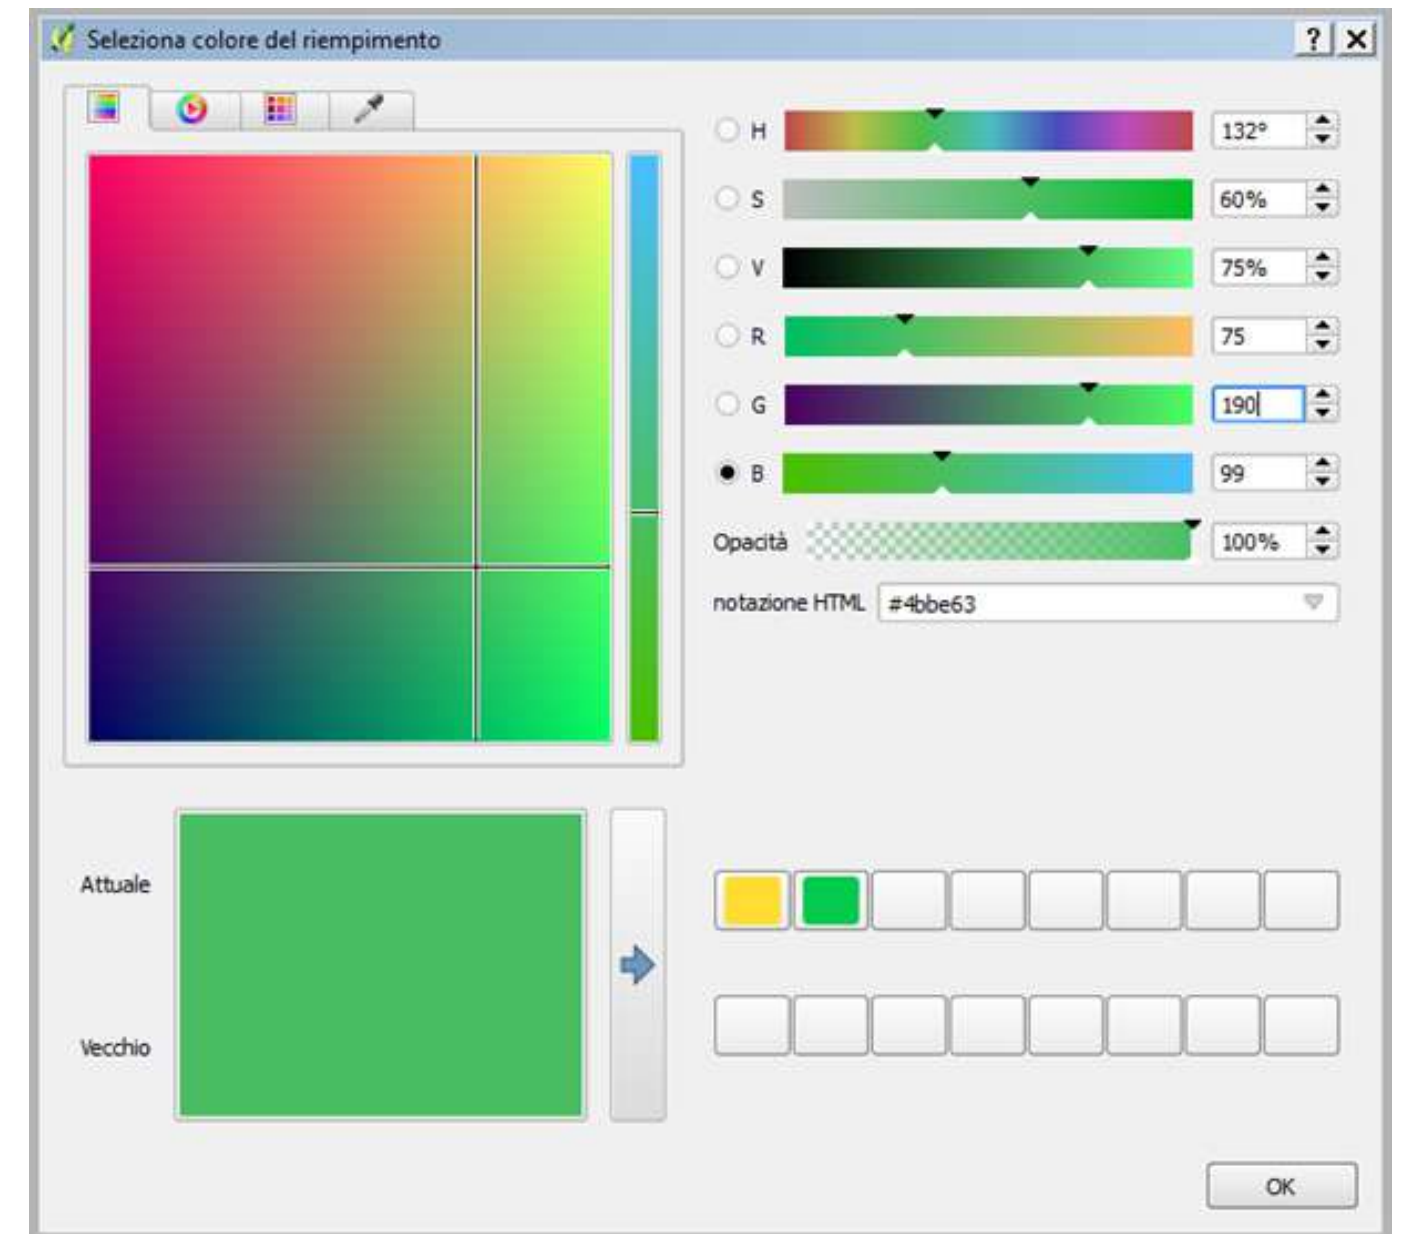 Seleziona colore del riempimento
H 132°
S 60%
V 75%
R 75
G 190
B 99
Opacità 100%
notazione HTML #4bbe63
Attuale
Vecchio
OK